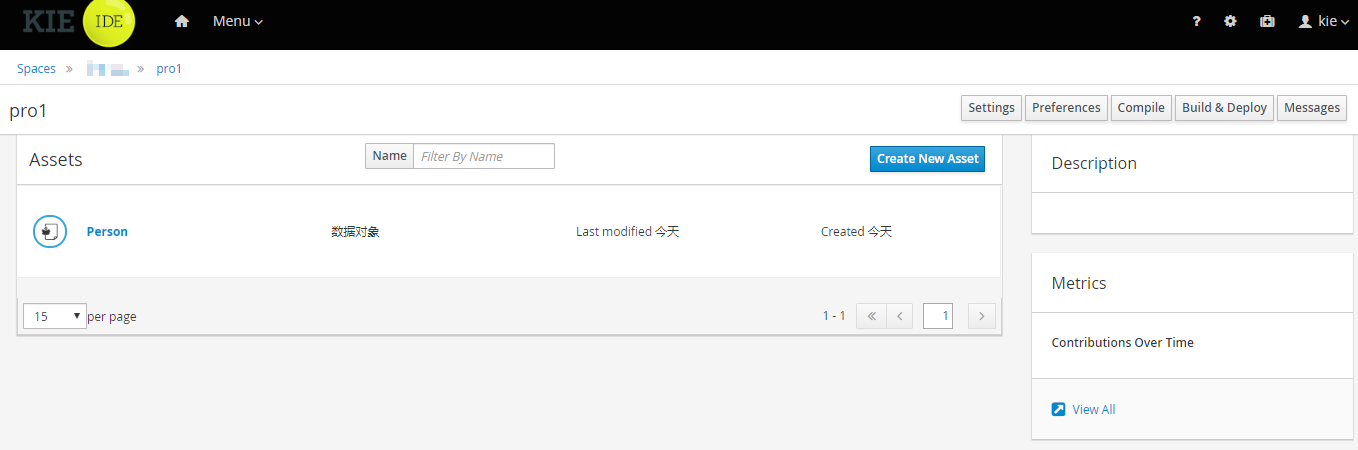 KIE IDE Menu ? kie
Spaces » » pro1
pro1 Settings Preferences Compile Build & Deploy Messages
Assets Name Filter By Name Create New Asset
Person 数据对象 Last modified 今天 Created 今天
15 per page 1 - 1 1
Description
Metrics
Contributions Over Time
View All